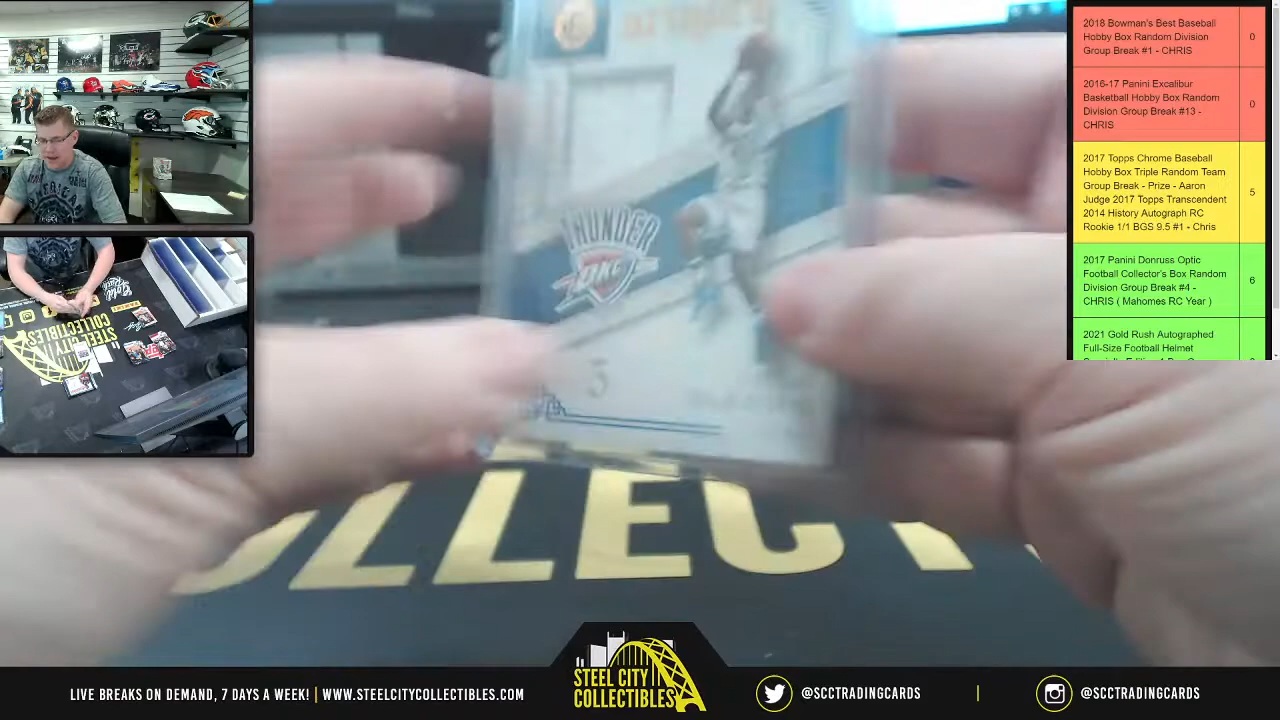 2018 Bowman's Best Baseball
Hobby Box Random Division
Group Break #1 - CHRIS
0
2016-17 Panini Excalibur
Basketball Hobby Box Random
Division Group Break #13 -
CHRIS
0
2017 Topps Chrome Baseball
Hobby Box Triple Random Team
Group Break - Prize - Aaron
Judge 2017 Topps Transcendent
2014 History Autograph RC
Rookie 1/1 BGS 9.5 #1 - Chris
5
2017 Panini Donruss Optic
Football Collector's Box Random
Division Group Break #4 -
CHRIS ( Mahomes RC Year )
6
2021 Gold Rush Autographed
Full-Size Football Helmet
THUNDER
OKC
COLLECTIBLES
STEEL CITY
COLLECTIBLES
LIVE BREAKS ON DEMAND, 7 DAYS A WEEK! | WWW.STEELCITYCOLLECTIBLES.COM
@SCCTRADINGCARDS
@SCCTRADINGCARDS